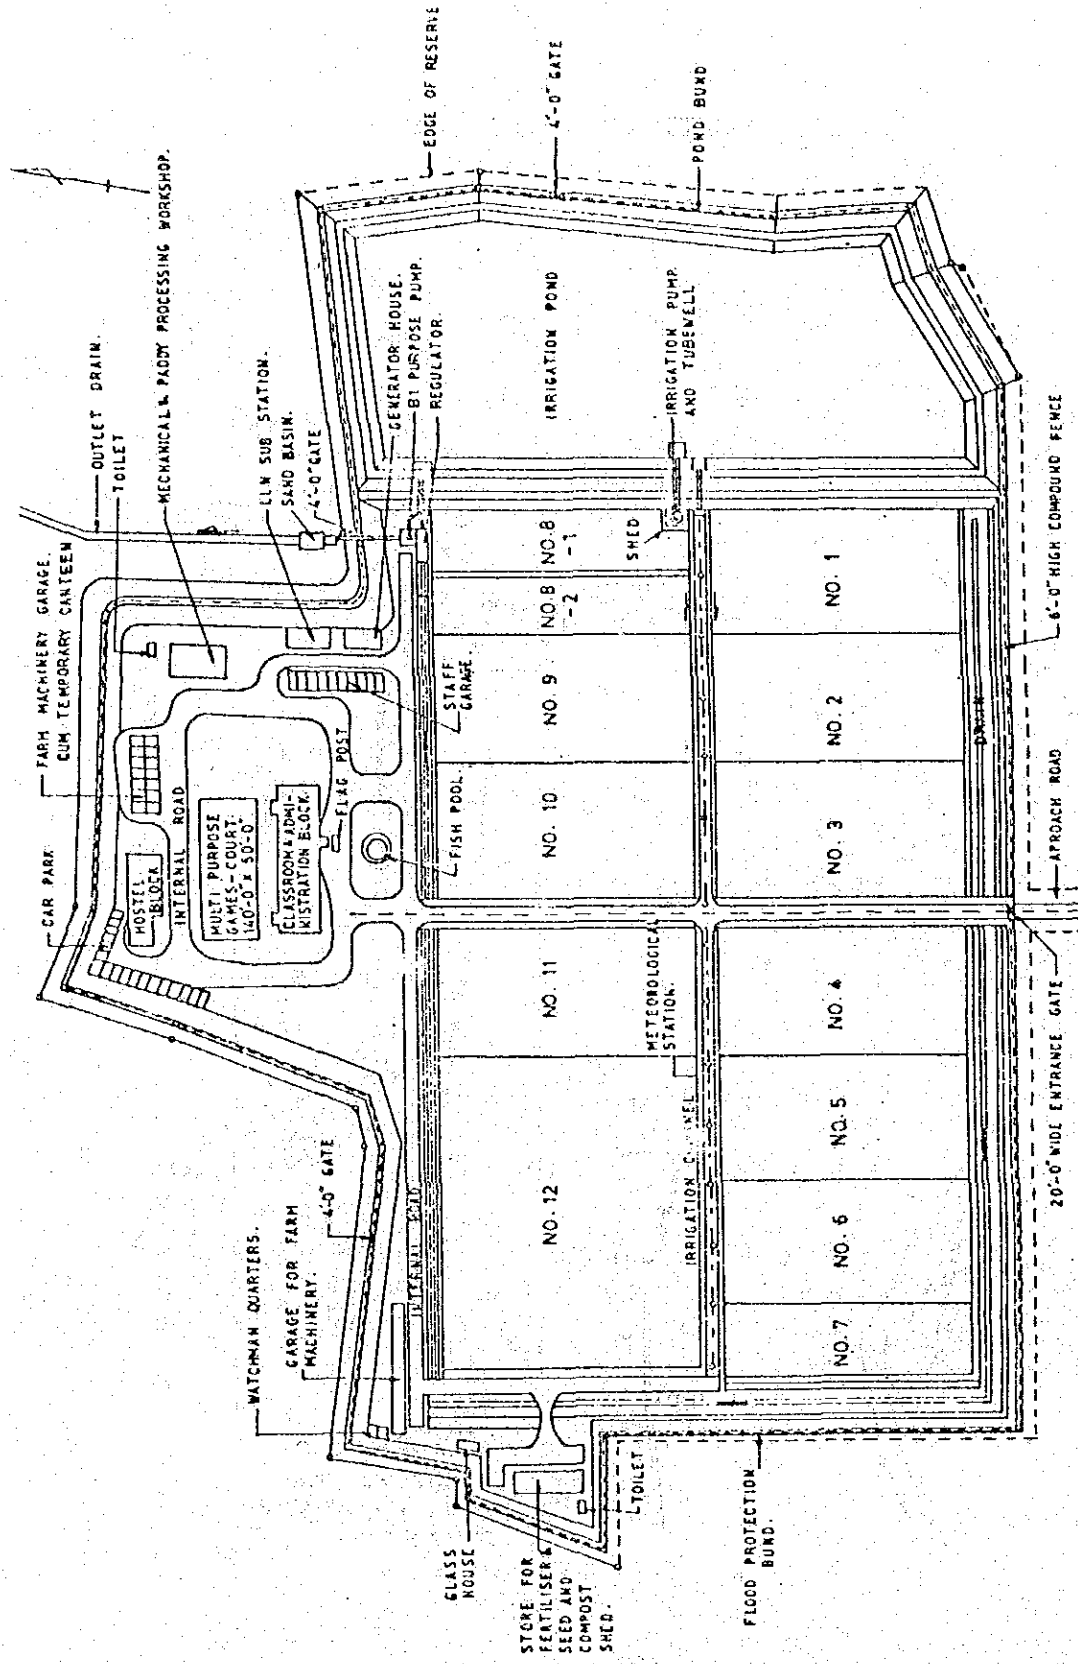 EDGE OF RESERVE
4'-0" GATE
POND BUND
OUTLET DRAIN.
TOILET
MECHANICAL & PADDY PROCESSING WORKSHOP.
LLN SUB STATION.
SAND BASIN.
4'-0" GATE
GENERATOR HOUSE.
BI PURPOSE PUMP.
REGULATOR.
IRRIGATION POND
IRRIGATION PUMP
AND TUBEWELL
6'-0" HIGH COMPOUND FENCE
FARM MACHINERY GARAGE.
CUM TEMPORARY CANTEEN
SHED
NO.8
-1
NO.8
-2
NO. 1
STAFF
GARAGE.
NO. 9
NO. 2
DRAIN
CAR PARK
HOSTEL
BLOCK
INTERNAL ROAD
MULTI PURPOSE
GAMES-COURT
140'-0" X 50'-0"
CLASSROOM & ADMI-
NISTRATION BLOCK.
FLAG POST
FISH POOL.
NO. 10
NO. 3
APROACH ROAD
20'-0" WIDE ENTRANCE GATE
NO. 11
METEOROLOGICAL
STATION.
NO. 4
NO. 5
NO. 12
IRRIGATION
NO. 6
NO. 7
WATCHMAN QUARTERS.
GARAGE FOR FARM
MACHINERY.
4'-0" GATE
INTERNAL ROAD
GLASS
HOUSE
STORE FOR
FERTILISER &
SEED AND
COMPOST
SHED.
TOILET
FLOOD PROTECTION
BUND.